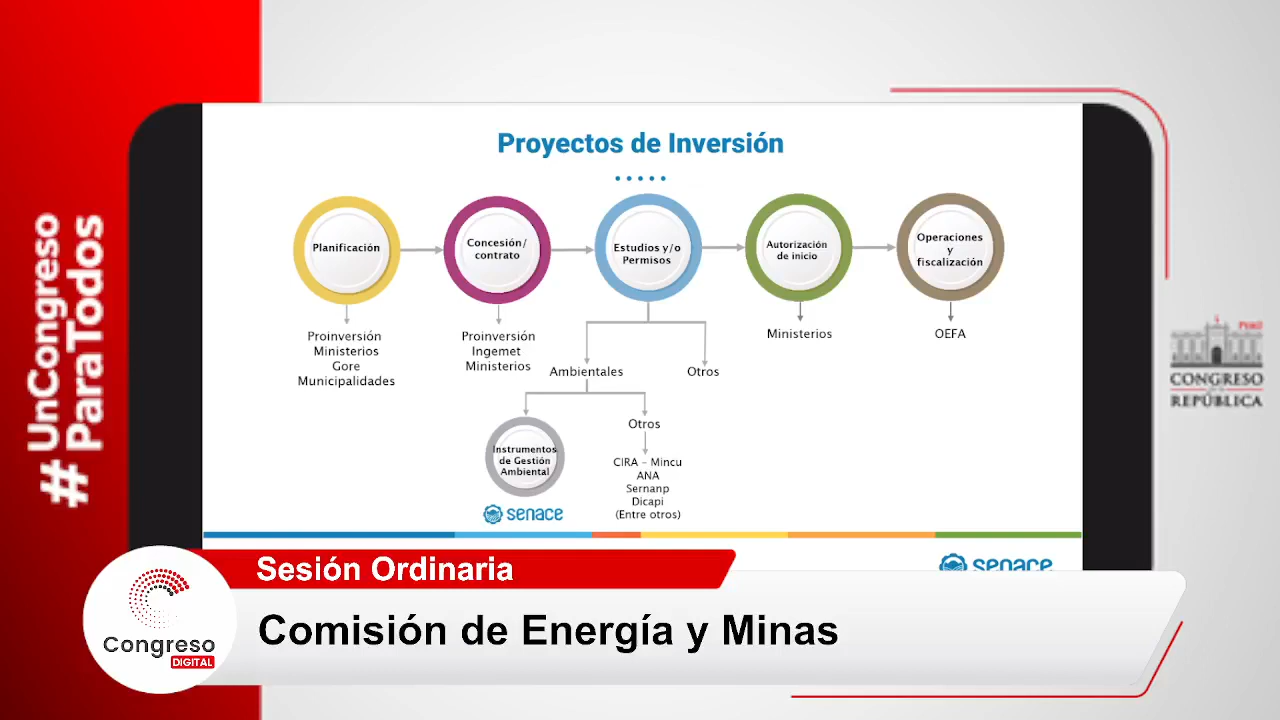 #UnCongreso
ParaTodos
Proyectos de Inversión
Planificación
Concesión/
contrato
Estudios y/o
Permisos
Autorización
de inicio
Operaciones
y
fiscalización
Proinversión
Ministerios
Gore
Municipalidades
Proinversión
Ingemet
Ministerios
Ministerios
OEFA
Ambientales
Otros
Instrumentos
de Gestión
Ambiental
senace
Otros
CIRA – Mincu
ANA
Sernanp
Dicapi
(Entre otros)
senace
PERÚ
CONGRESO
REPÚBLICA
Sesión Ordinaria
Comisión de Energía y Minas
Congreso
DIGITAL